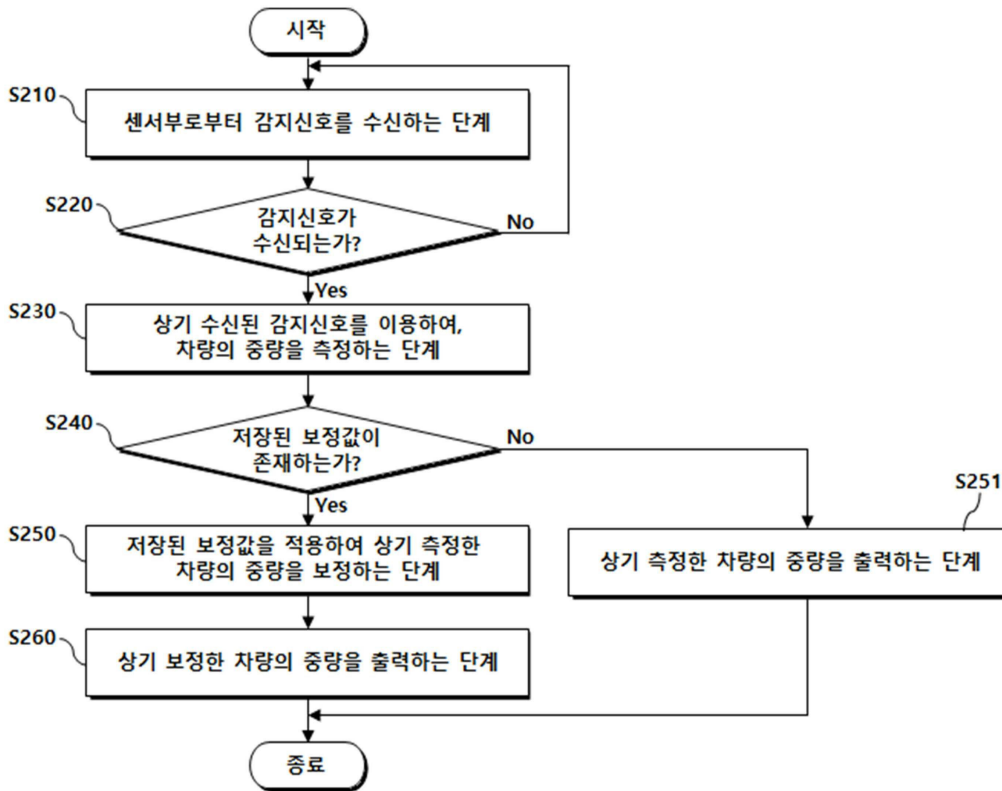 시작
S210
센서부로부터 감지신호를 수신하는 단계
S220
감지신호가
수신되는가?
No
Yes
S230
상기 수신된 감지신호를 이용하여,
차량의 중량을 측정하는 단계
S240
저장된 보정값이
존재하는가?
No
Yes
S251
상기 측정한 차량의 중량을 출력하는 단계
S250
저장된 보정값을 적용하여 상기 측정한
차량의 중량을 보정하는 단계
S260
상기 보정한 차량의 중량을 출력하는 단계
종료